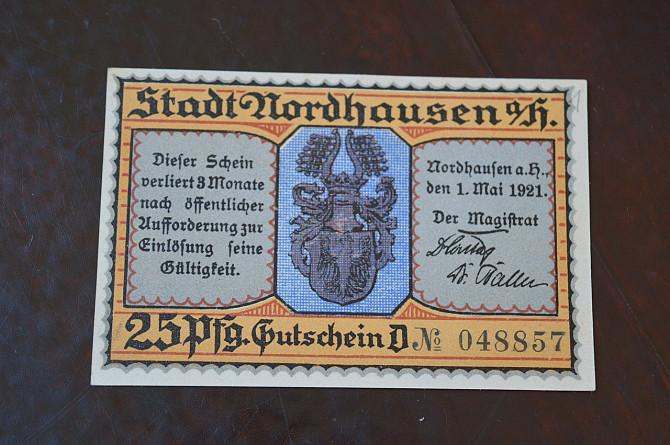 Stadt Nordhausen a/H.
Dieser Schein
verliert 3 Monate
nach öffentlicher
Aufforderung zur
Einlösung seine
Gültigkeit.
Nordhausen a.H.,
den 1. Mai 1921.
Der Magistrat
25 Pfg. Gutschein D № 048857